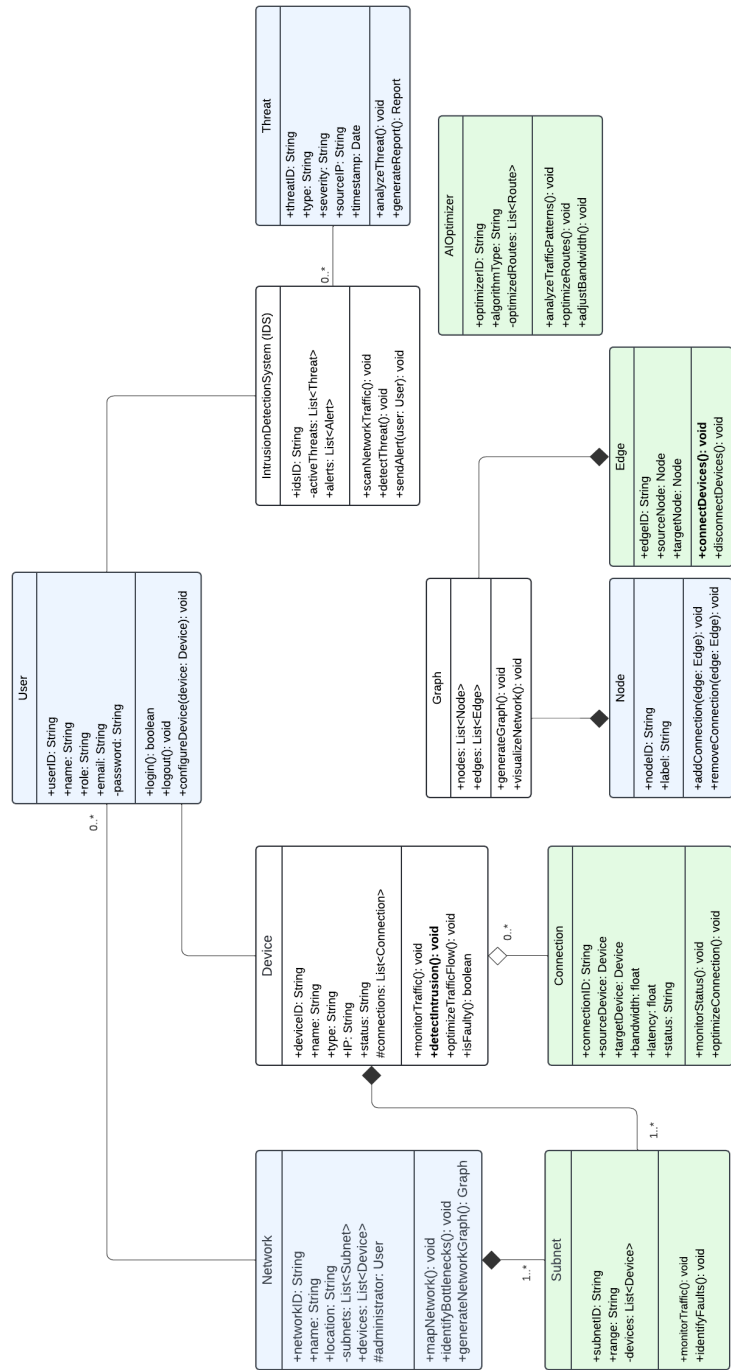 User
+userID: String
+name: String
+role: String
+email: String
-password: String
+login(): boolean
+logout(): void
+configureDevice(device: Device): void
0..*
Network
+networkID: String
+name: String
+location: String
-subnets: List<Subnet>
+devices: List<Device>
#administrator: User
+mapNetwork(): void
+identifyBottlenecks(): void
+generateNetworkGraph(): Graph
Device
+deviceID: String
+name: String
+type: String
+IP: String
+status: String
#connections: List<Connection>
+monitorTraffic(): void
+detectIntrusion(): void
+optimizeTrafficFlow(): void
+isFaulty(): boolean
IntrusionDetectionSystem (IDS)
+idsID: String
-activeThreats: List<Threat>
+alerts: List<Alert>
+scanNetworkTraffic(): void
+detectThreat(): void
+sendAlert(user: User): void
0..*
Threat
+threatID: String
+type: String
+severity: String
+sourceIP: String
+timestamp: Date
+analyzeThreat(): void
+generateReport(): Report
Graph
+nodes: List<Node>
+edges: List<Edge>
+generateGraph(): void
+visualizeNetwork(): void
AIOptimizer
+optimizerID: String
+algorithmType: String
-optimizedRoutes: List<Route>
+analyzeTrafficPatterns(): void
+optimizeRoutes(): void
+adjustBandwidth(): void
1..*
Subnet
+subnetID: String
+range: String
-devices: List<Device>
+monitorTraffic(): void
+identifyFaults(): void
1..*
0..*
Connection
+connectionID: String
+sourceDevice: Device
+targetDevice: Device
+bandwidth: float
+latency: float
+status: String
+monitorStatus(): void
+optimizeConnection(): void
Node
+nodeID: String
+label: String
+addConnection(edge: Edge): void
+removeConnection(edge: Edge): void
Edge
+edgeID: String
+sourceNode: Node
+targetNode: Node
+connectDevices(): void
+disconnectDevices(): void